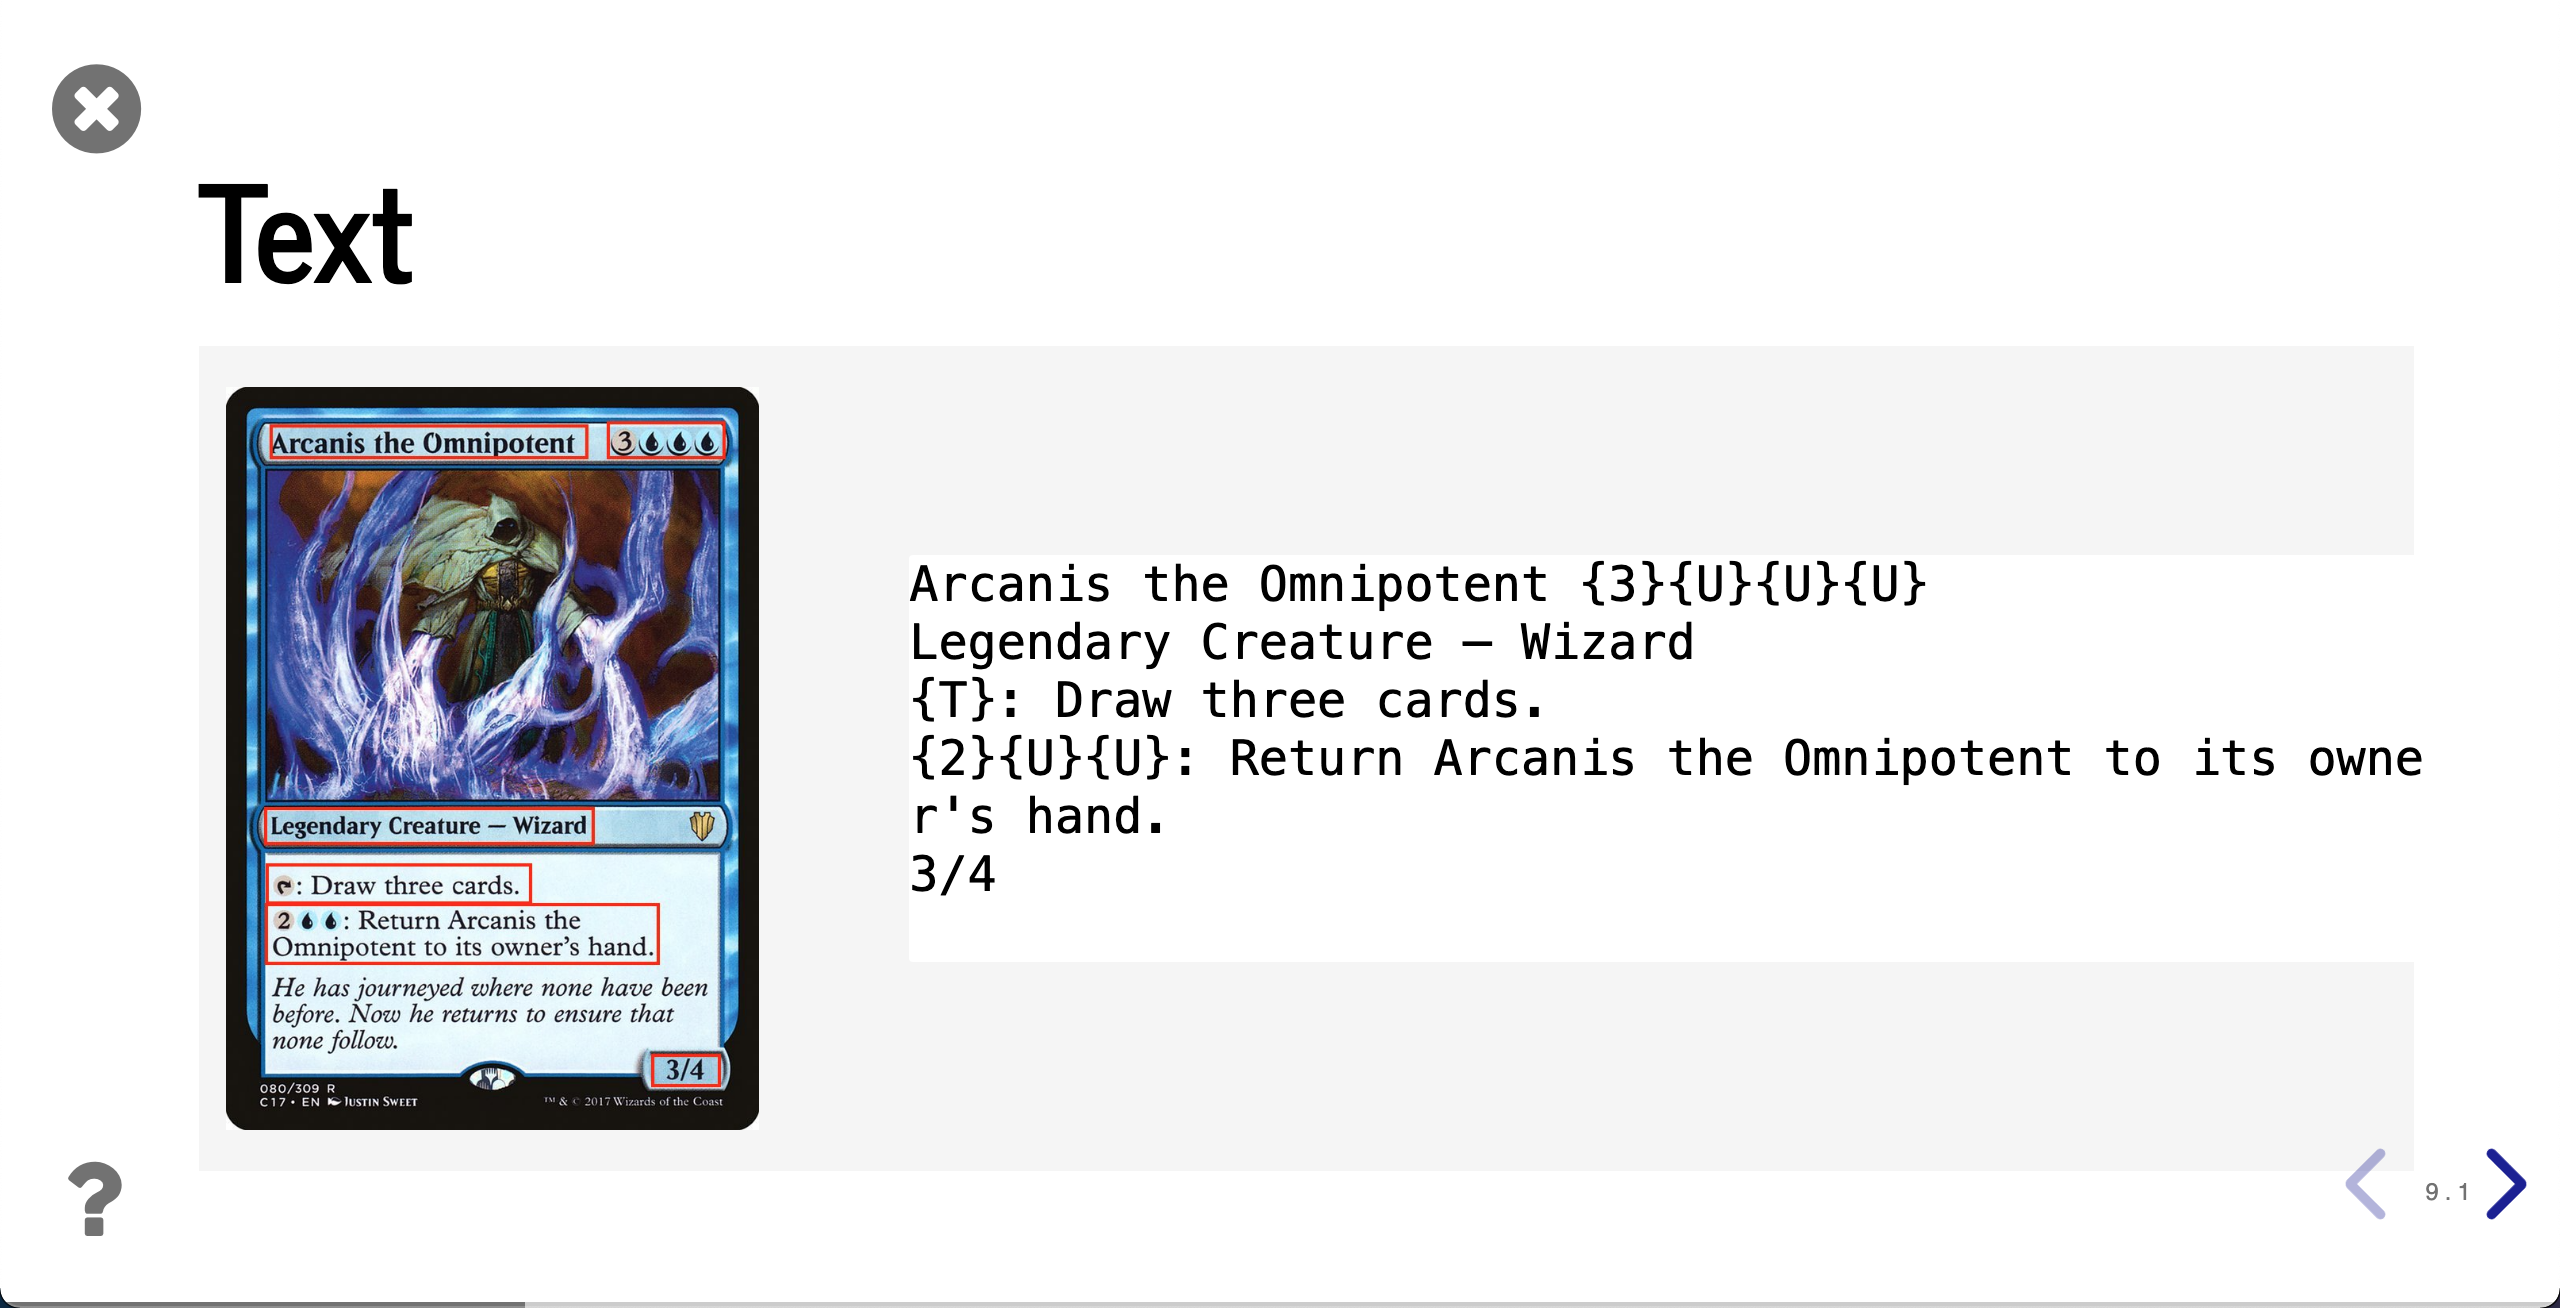 Text
Arcanis the Omnipotent 3
Legendary Creature — Wizard
: Draw three cards.
2: Return Arcanis the
Omnipotent to its owner's hand.
He has journeyed where none have been
before. Now he returns to ensure that
none follow.
3/4
080/309 R
C17 • EN JUSTIN SWEET
™ & © 2017 Wizards of the Coast
Arcanis the Omnipotent {3}{U}{U}{U}
Legendary Creature — Wizard
{T}: Draw three cards.
{2}{U}{U}: Return Arcanis the Omnipotent to its owne
r's hand.
3/4
?
9.1